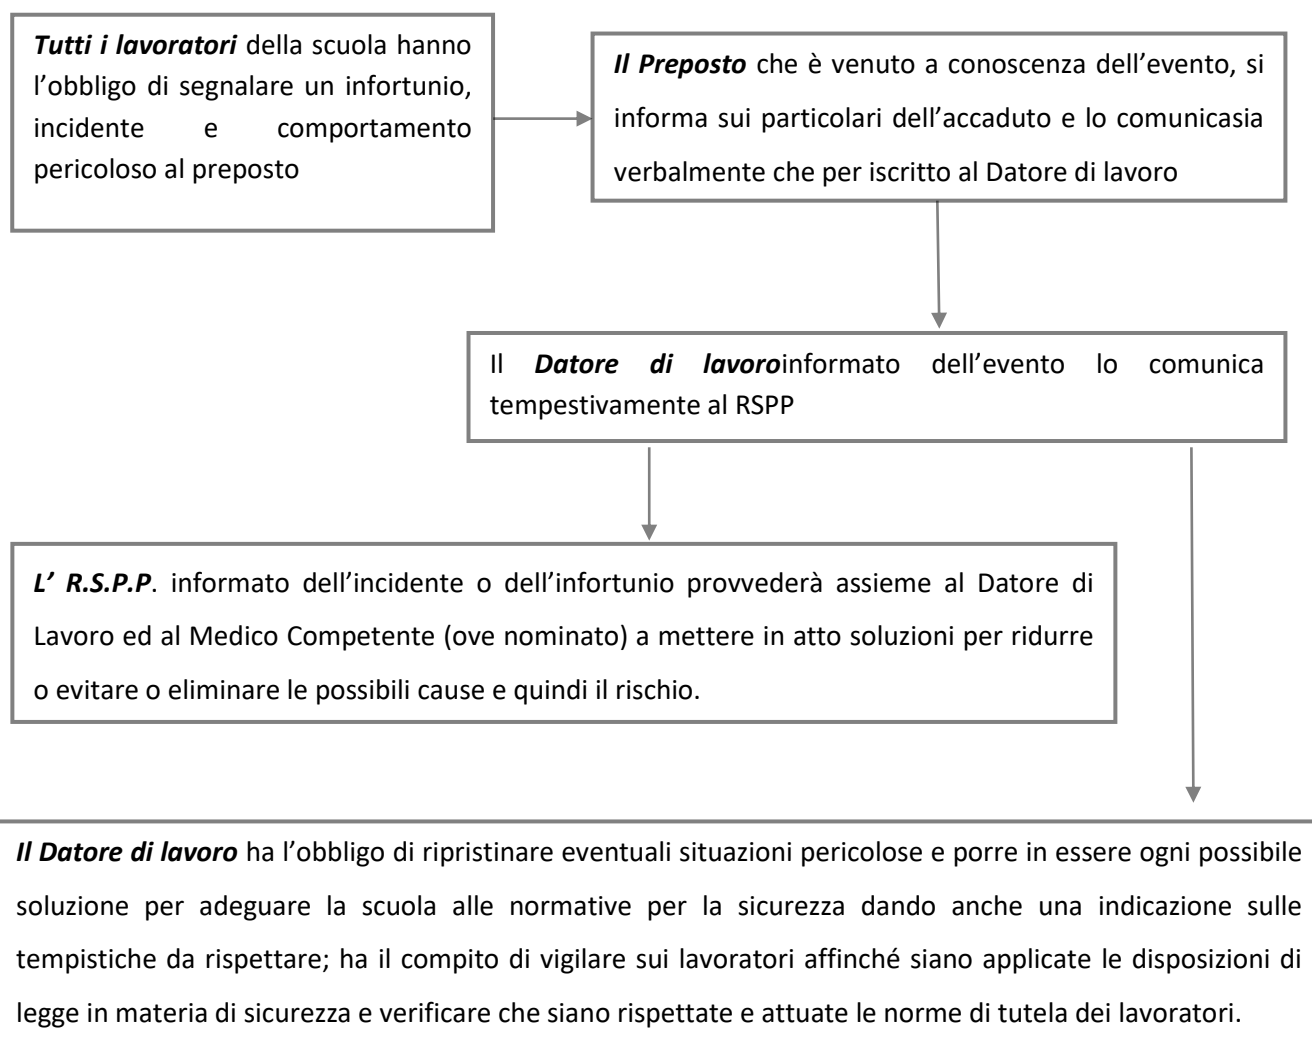 Tutti i lavoratori della scuola hanno
l’obbligo di segnalare un infortunio,
incidente e comportamento
pericoloso al preposto
Il Preposto che è venuto a conoscenza dell’evento, si
informa sui particolari dell’accaduto e lo comunicasia
verbalmente che per iscritto al Datore di lavoro
Il Datore di lavoroinformato dell’evento lo comunica
tempestivamente al RSPP
L’ R.S.P.P. informato dell’incidente o dell’infortunio provvederà assieme al Datore di
Lavoro ed al Medico Competente (ove nominato) a mettere in atto soluzioni per ridurre
o evitare o eliminare le possibili cause e quindi il rischio.
Il Datore di lavoro ha l’obbligo di ripristinare eventuali situazioni pericolose e porre in essere ogni possibile
soluzione per adeguare la scuola alle normative per la sicurezza dando anche una indicazione sulle
tempistiche da rispettare; ha il compito di vigilare sui lavoratori affinché siano applicate le disposizioni di
legge in materia di sicurezza e verificare che siano rispettate e attuate le norme di tutela dei lavoratori.